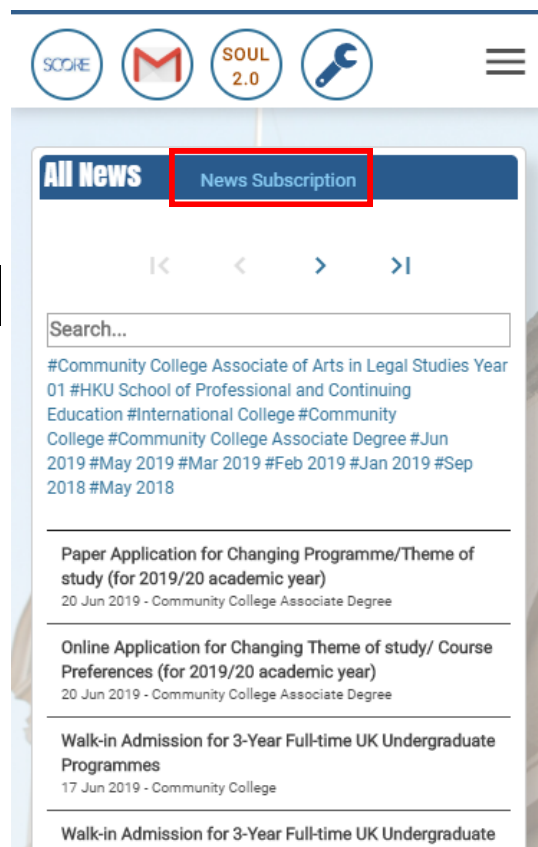 SCORE
SOUL
2.0
All News
News Subscription
Search...
#Community College Associate of Arts in Legal Studies Year
01 #HKU School of Professional and Continuing
Education #International College #Community
College #Community College Associate Degree #Jun
2019 #May 2019 #Mar 2019 #Feb 2019 #Jan 2019 #Sep
2018 #May 2018
Paper Application for Changing Programme/Theme of
study (for 2019/20 academic year)
20 Jun 2019 - Community College Associate Degree
Online Application for Changing Theme of study/ Course
Preferences (for 2019/20 academic year)
20 Jun 2019 - Community College Associate Degree
Walk-in Admission for 3-Year Full-time UK Undergraduate
Programmes
17 Jun 2019 - Community College
Walk-in Admission for 3-Year Full-time UK Undergraduate